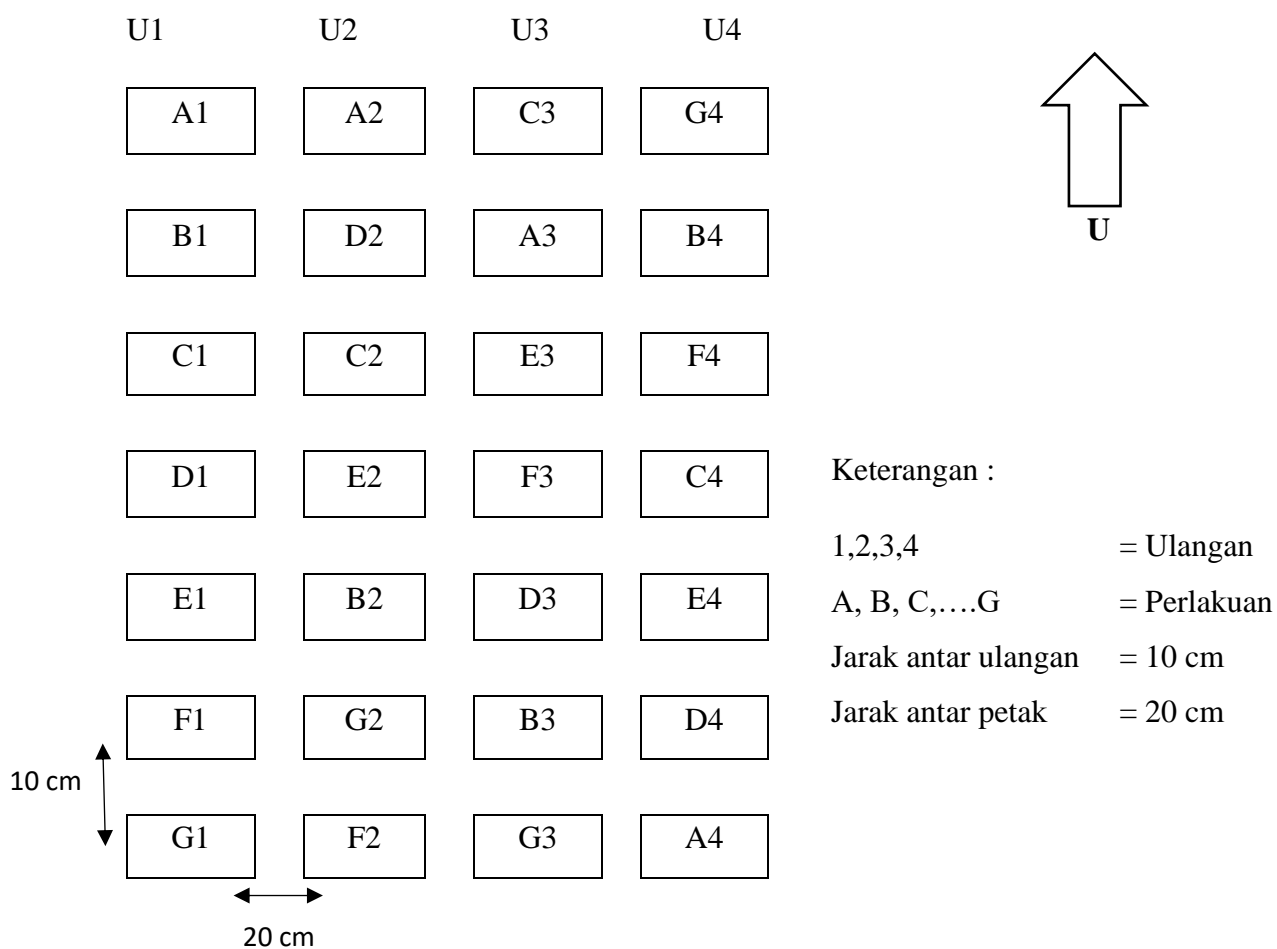 U1 U2 U3 U4
A1 A2 C3 G4
B1 D2 A3 B4
U
C1 C2 E3 F4
D1 E2 F3 C4
Keterangan :
1,2,3,4 = Ulangan
E1 B2 D3 E4
A, B, C,….G = Perlakuan
Jarak antar ulangan = 10 cm
F1 G2 B3 D4
Jarak antar petak = 20 cm
10 cm
G1 F2 G3 A4
20 cm